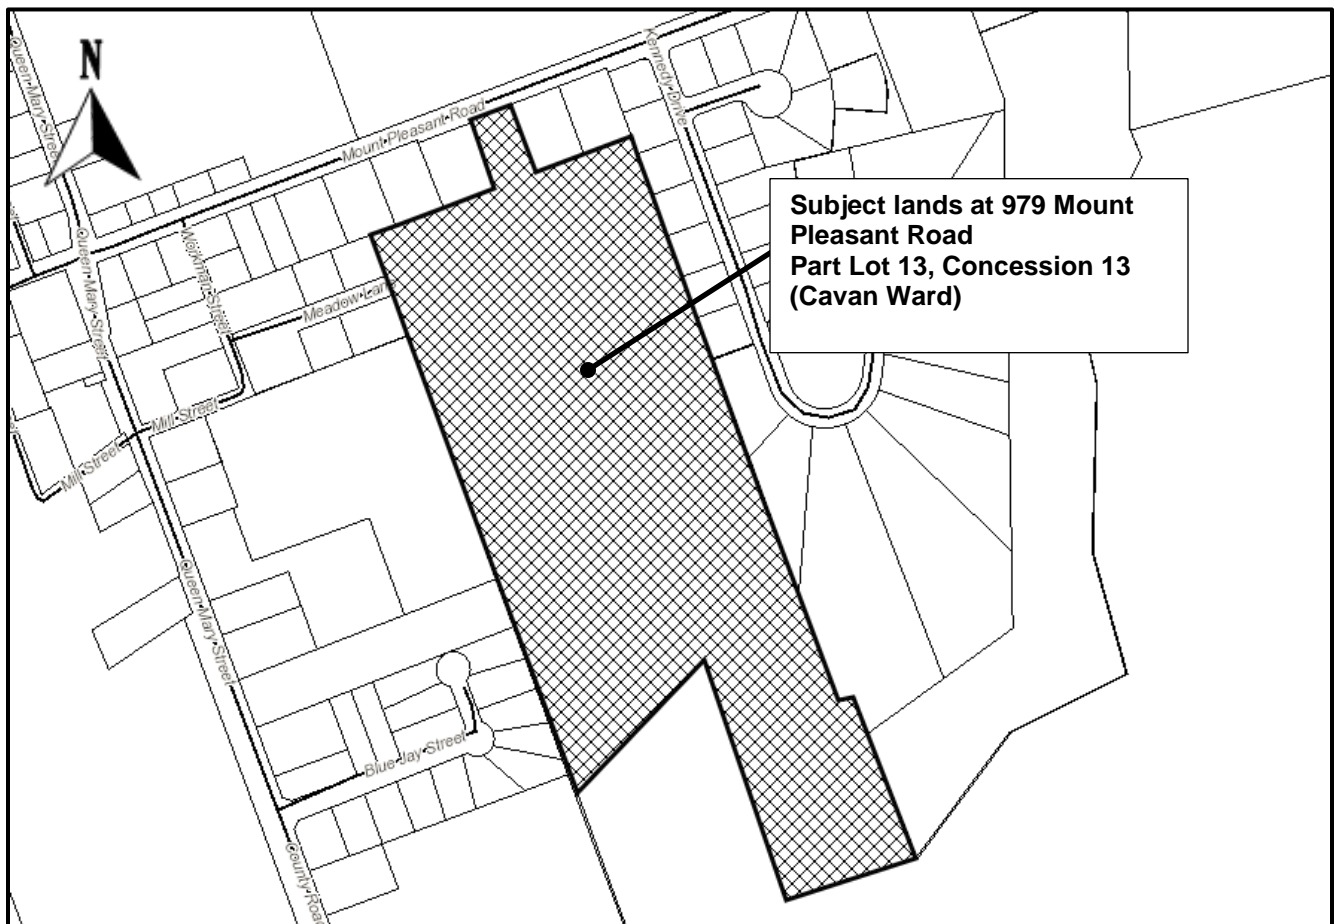 Queen Mary Street
N
Mount Pleasant Road
Kennedy Drive
Subject lands at 979 Mount
Pleasant Road
Part Lot 13, Concession 13
(Cavan Ward)
Queen Mary Street
Workman Street
Meadow Lane
Mill Street
Mill Street
Queen Mary Street
Blue Jay Street
County Road